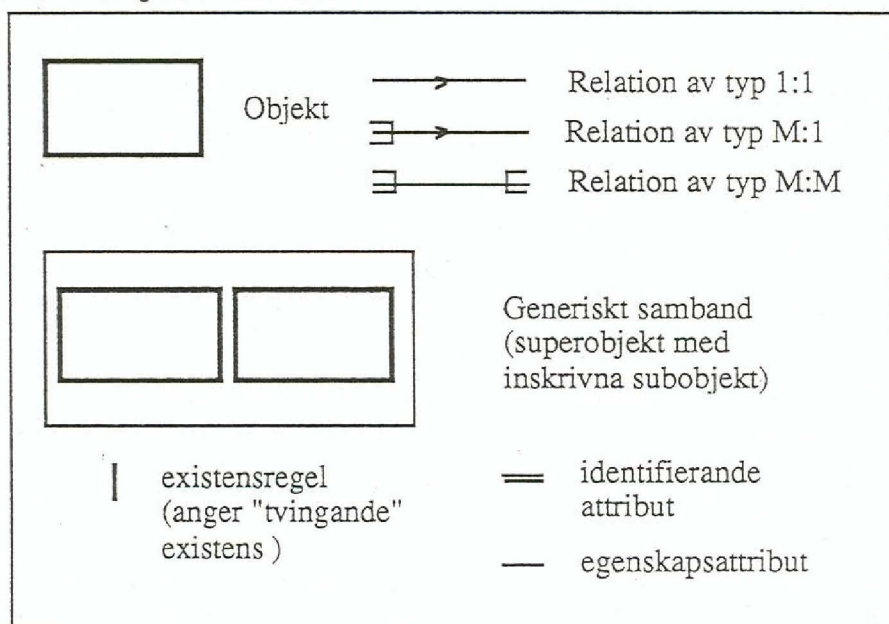 Objekt
Relation av typ 1:1
Relation av typ M:1
Relation av typ M:M
Generiskt samband
(superobjekt med
inskrivna subobjekt)
existensregel
(anger "tvingande"
existens )
identifierande
attribut
egenskapsattribut